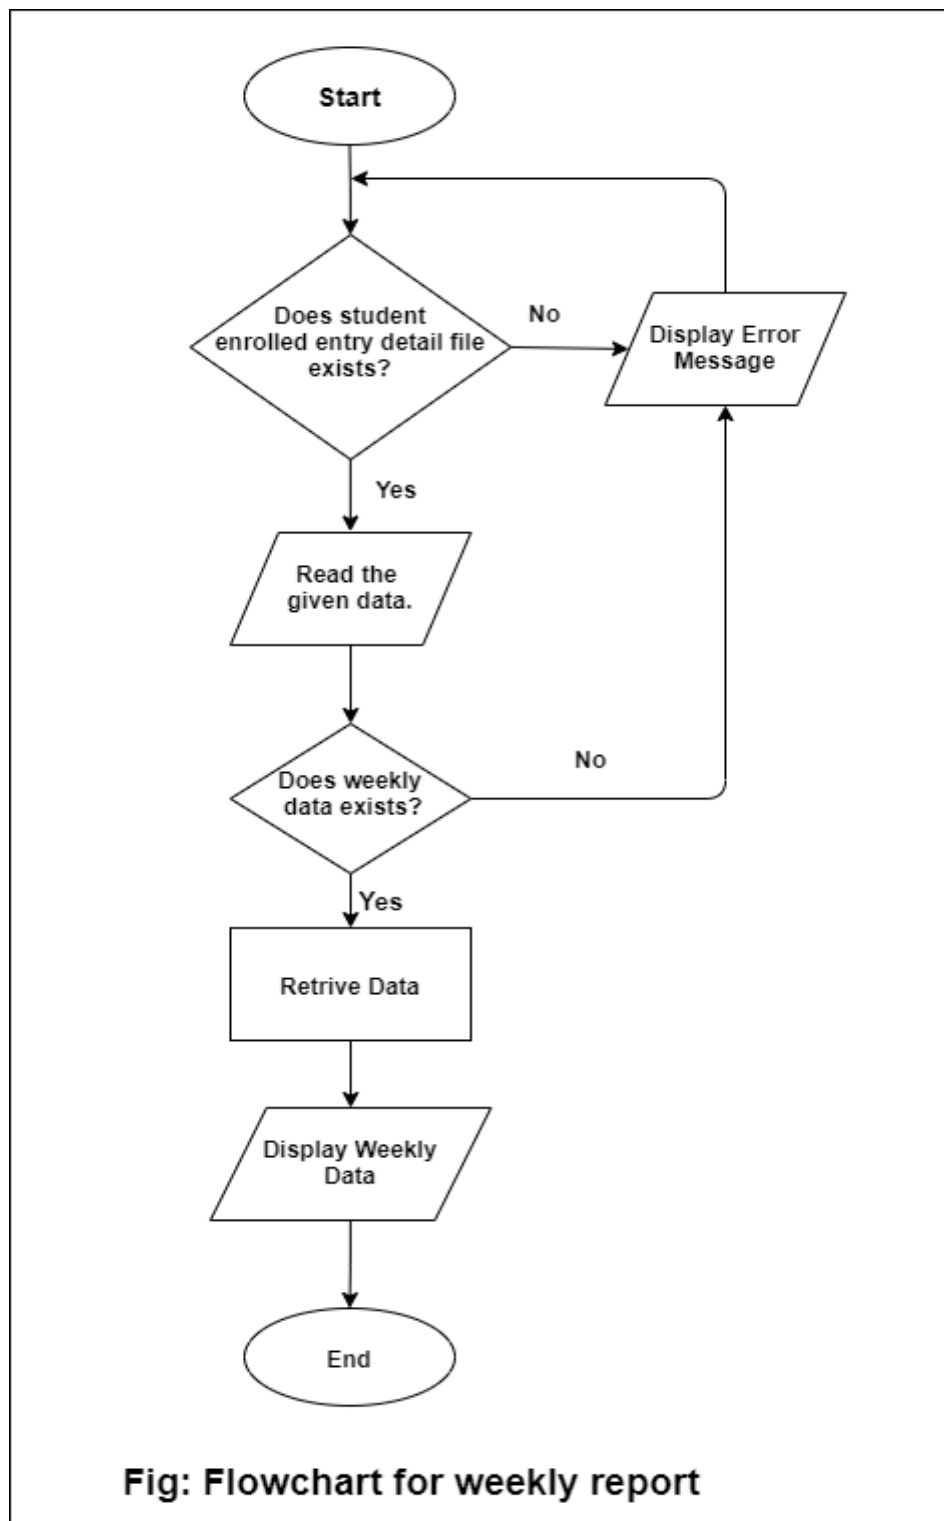 Start
Does student
enrolled entry detail file
exists?
No
Display Error
Message
Yes
Read the
given data.
Does weekly
data exists?
No
Yes
Retrive Data
Display Weekly
Data
End
Fig: Flowchart for weekly report